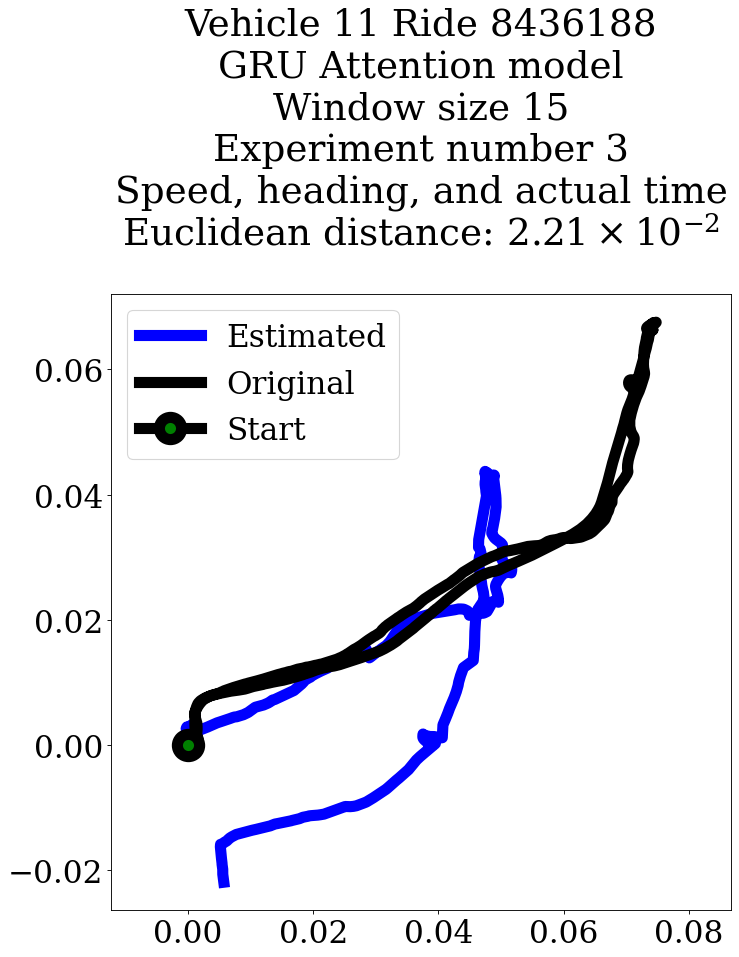 Vehicle 11 Ride 8436188
GRU Attention model
Window size 15
Experiment number 3
Speed, heading, and actual time
Euclidean distance: 2.21 × 10⁻²
Estimated
Original
Start
0.06
0.04
0.02
0.00
−0.02
0.00 0.02 0.04 0.06 0.08